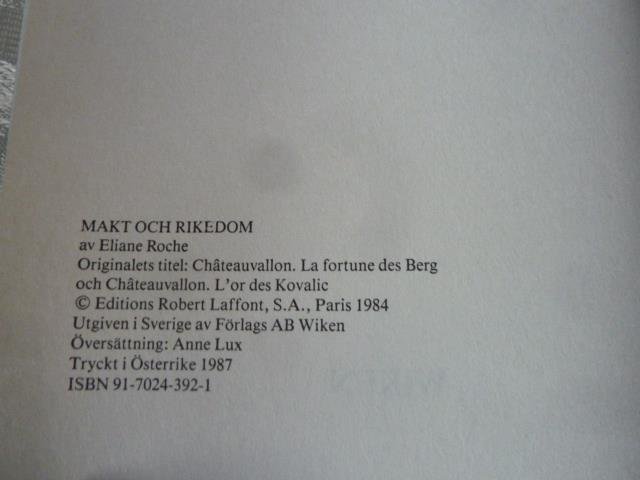 MAKT OCH RIKEDOM
av Eliane Roche
Originalets titel: Châteauvallon. La fortune des Berg
och Châteauvallon. L'or des Kovalic
© Editions Robert Laffont, S.A., Paris 1984
Utgiven i Sverige av Förlags AB Wiken
Översättning: Anne Lux
Tryckt i Österrike 1987
ISBN 91-7024-392-1
WIKEN